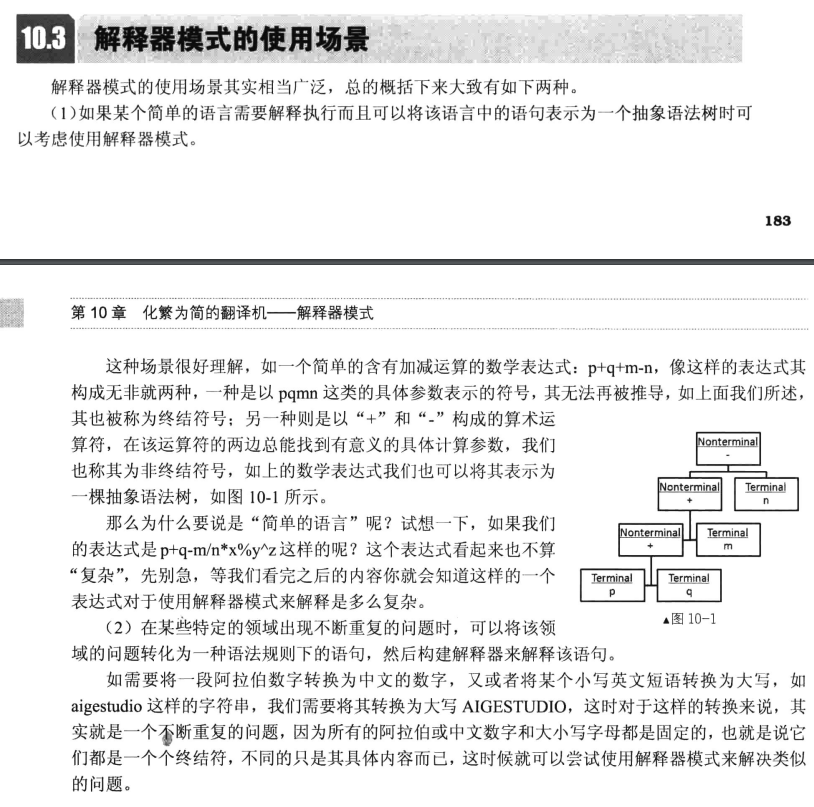 10.3 解释器模式的使用场景
解释器模式的使用场景其实相当广泛，总的概括下来大致有如下两种。
（1）如果某个简单的语言需要解释执行而且可以将该语言中的语句表示为一个抽象语法树时可
以考虑使用解释器模式。
183
第 10 章 化繁为简的翻译机——解释器模式
这种场景很好理解，如一个简单的含有加减运算的数学表达式：p+q+m-n，像这样的表达式其
构成无非就两种，一种是以 pqmn 这类的具体参数表示的符号，其无法再被推导，如上面我们所述，
其也被称为终结符号；另一种则是以“+”和“-”构成的算术运
算符，在该运算符的两边总能找到有意义的具体计算参数，我们
也称其为非终结符号，如上的数学表达式我们也可以将其表示为
一棵抽象语法树，如图 10-1 所示。
那么为什么要说是“简单的语言”呢？试想一下，如果我们
的表达式是 p+q-m/n*x%y^z 这样的呢？这个表达式看起来也不算
“复杂”，先别急，等我们看完之后的内容你就会知道这样的一个
表达式对于使用解释器模式来解释是多么复杂。
Nonterminal
-
Nonterminal
+
Terminal
n
Nonterminal
+
Terminal
m
Terminal
p
Terminal
q
▲图 10-1
（2）在某些特定的领域出现不断重复的问题时，可以将该领
域的问题转化为一种语法规则下的语句，然后构建解释器来解释该语句。
如需要将一段阿拉伯数字转换为中文的数字，又或者将某个小写英文短语转换为大写，如
aigestudio 这样的字符串，我们需要将其转换为大写 AIGESTUDIO，这时对于这样的转换来说，其
实就是一个不断重复的问题，因为所有的阿拉伯或中文数字和大小写字母都是固定的，也就是说它
们都是一个个终结符，不同的只是其具体内容而已，这时候就可以尝试使用解释器模式来解决类似
的问题。